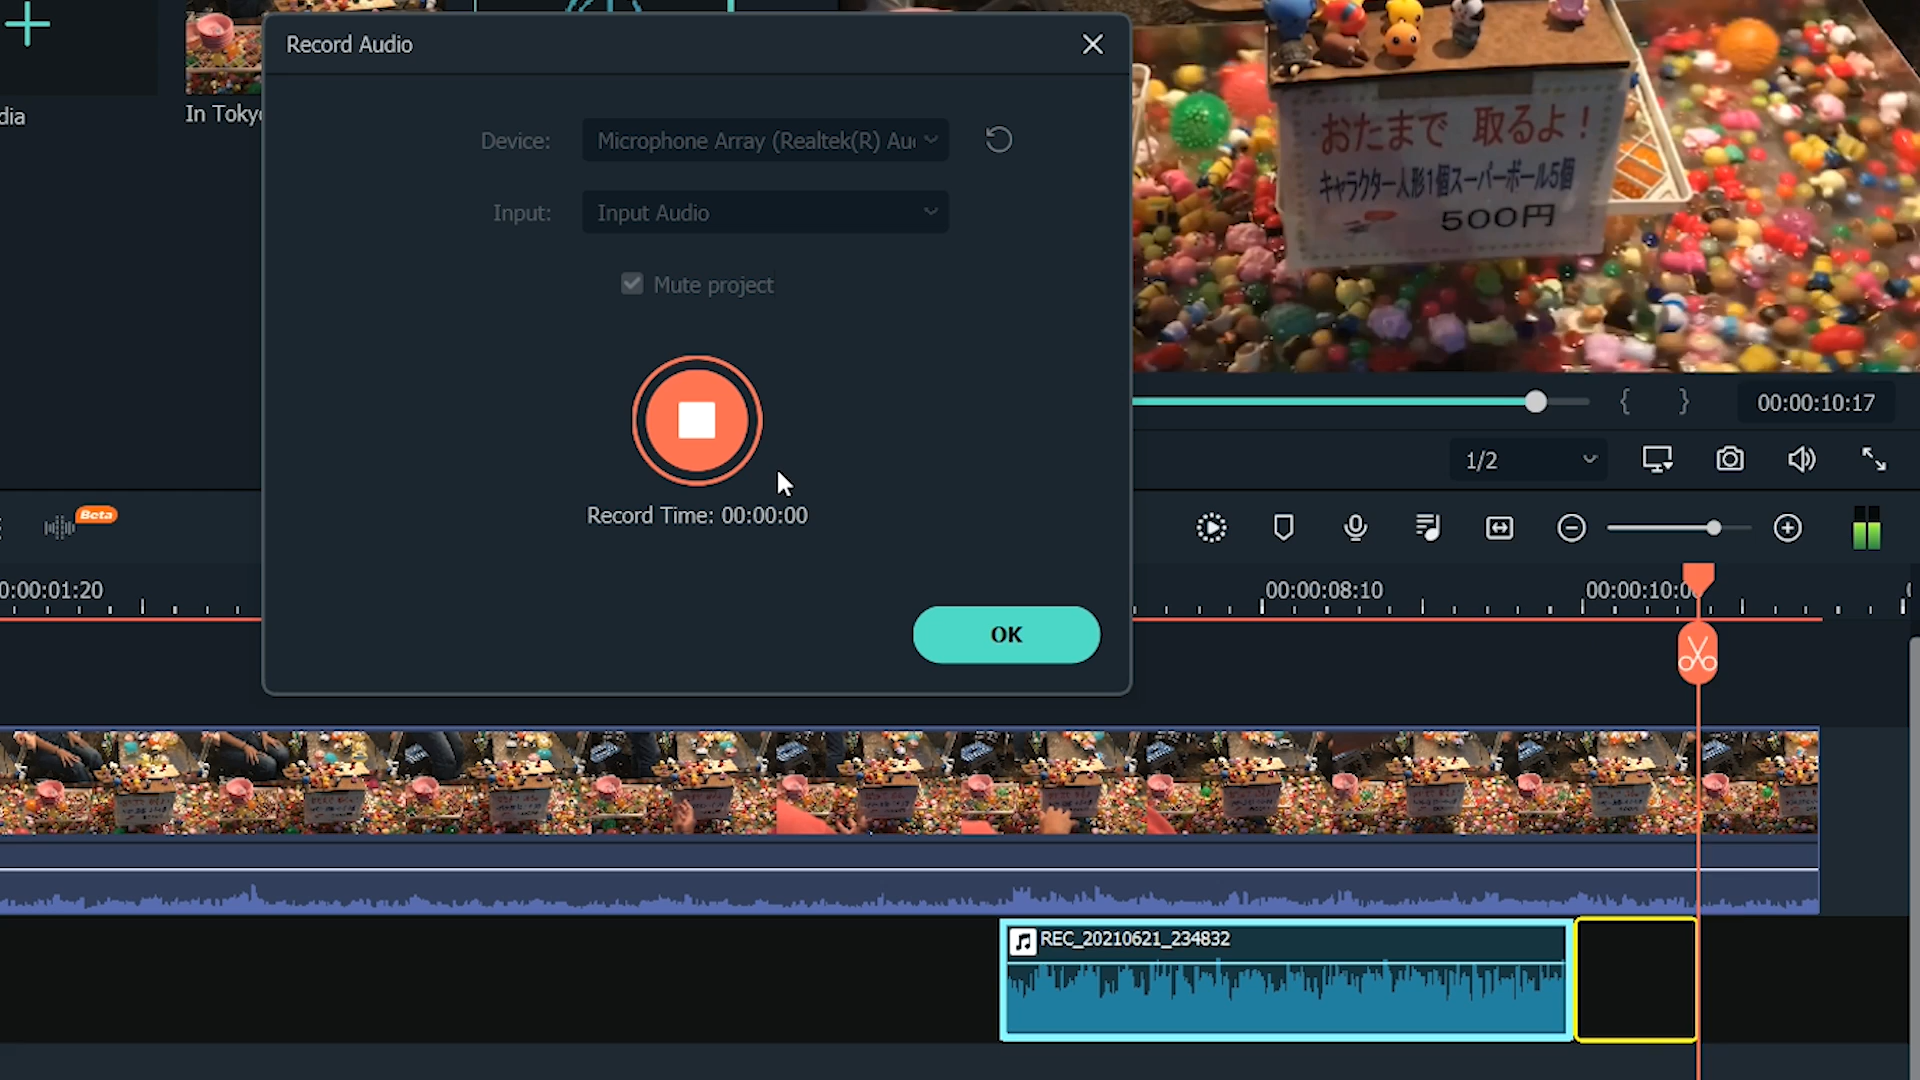 Record Audio
In Toky
dia
Device:
Microphone Array (Realtek(R) Au
Input:
Input Audio
Mute project
Record Time: 00:00:00
OK
おたまで 取るよ!
キャラクター人形1個スーパーボール5個
500円
00:00:10:17
1/2
Beta
0:00:01:20
00:00:08:10
00:00:10:0
REC_20210621_234832